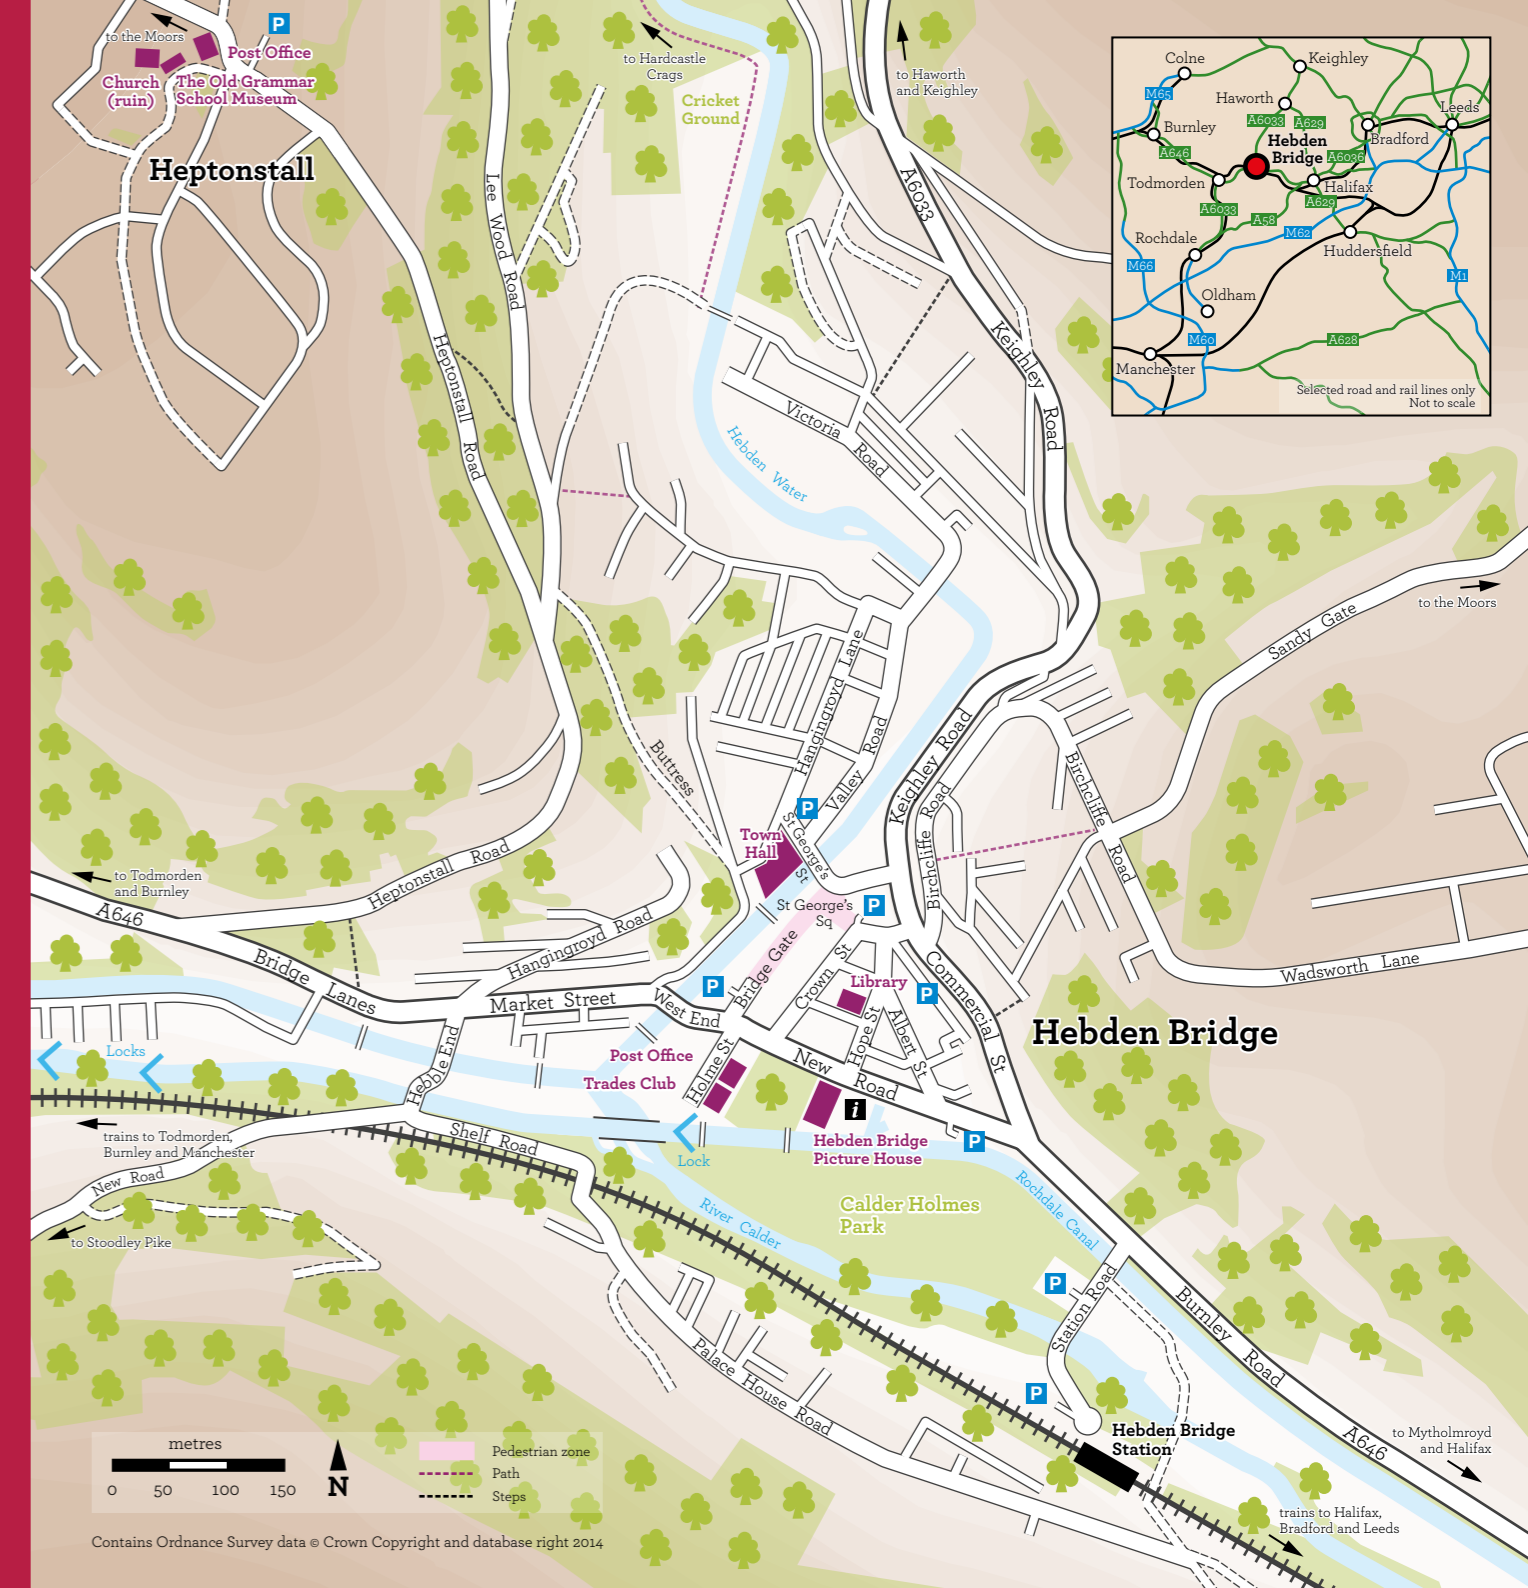 to the Moors
P
Post Office
Church
(ruin)
The Old Grammar
School Museum
Heptonstall
to Hardcastle
Crags
Cricket
Ground
to Haworth
and Keighley
A6033
Lee Wood Road
Heptonstall Road
Keighley Road
Victoria Road
Hebden Water
Colne
Keighley
M65
Haworth
A6033
A629
Leeds
Burnley
Bradford
A646
Hebden
Bridge
A6036
Todmorden
Halifax
A629
A6033
A58
M62
Rochdale
Huddersfield
M66
M1
Oldham
M60
A628
Manchester
Selected road and rail lines only
Not to scale
to the Moors
Sandy Gate
Hangingroyd Lane
Valley Road
Keighley Road
Birchcliffe Road
Birchcliffe Road
Buttress
P
Town
Hall
St George's St
St George's
Sq
P
to Todmorden
and Burnley
A646
Heptonstall Road
Hangingroyd Road
Bridge Lanes
Market Street
West End
P
Bridge Gate
Crown St
Library
P
Commercial St
Wadsworth Lane
Hebden Bridge
Hope St
Albert St
New Road
Locks
Hebble End
Post Office
Trades Club
Holme St
i
Hebden Bridge
Picture House
P
Lock
trains to Todmorden,
Burnley and Manchester
Shelf Road
New Road
to Stoodley Pike
River Calder
Calder Holmes
Park
Rochdale Canal
P
Station Road
Burnley Road
Palace House Road
P
Hebden Bridge
Station
A646
to Mytholmroyd
and Halifax
trains to Halifax,
Bradford and Leeds
metres
0 50 100 150
N
Pedestrian zone
Path
Steps
Contains Ordnance Survey data © Crown Copyright and database right 2014